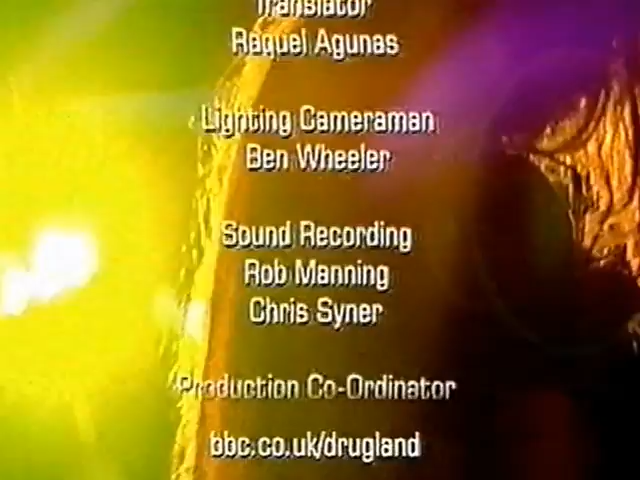 Translator
Raquel Agunas
Lighting Cameraman
Ben Wheeler
Sound Recording
Rob Manning
Chris Syner
Production Co-Ordinator
bbc.co.uk/drugland